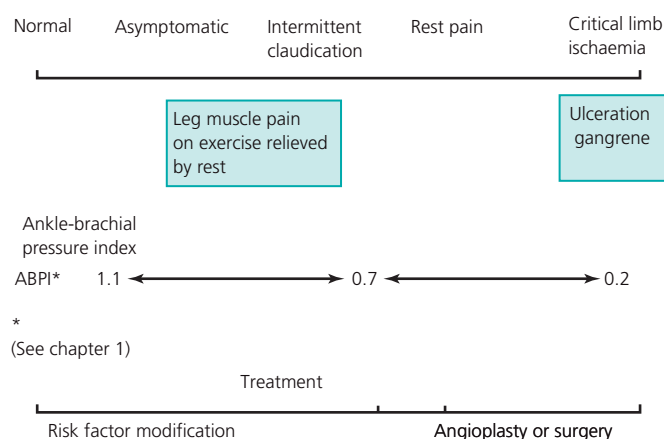 Normal Asymptomatic Intermittent claudication Rest pain Critical limb ischaemia
Leg muscle pain
on exercise relieved
by rest
Ulceration
gangrene
Ankle-brachial
pressure index
ABPI* 1.1 0.7 0.2
*
(See chapter 1)
Treatment
Risk factor modification Angioplasty or surgery